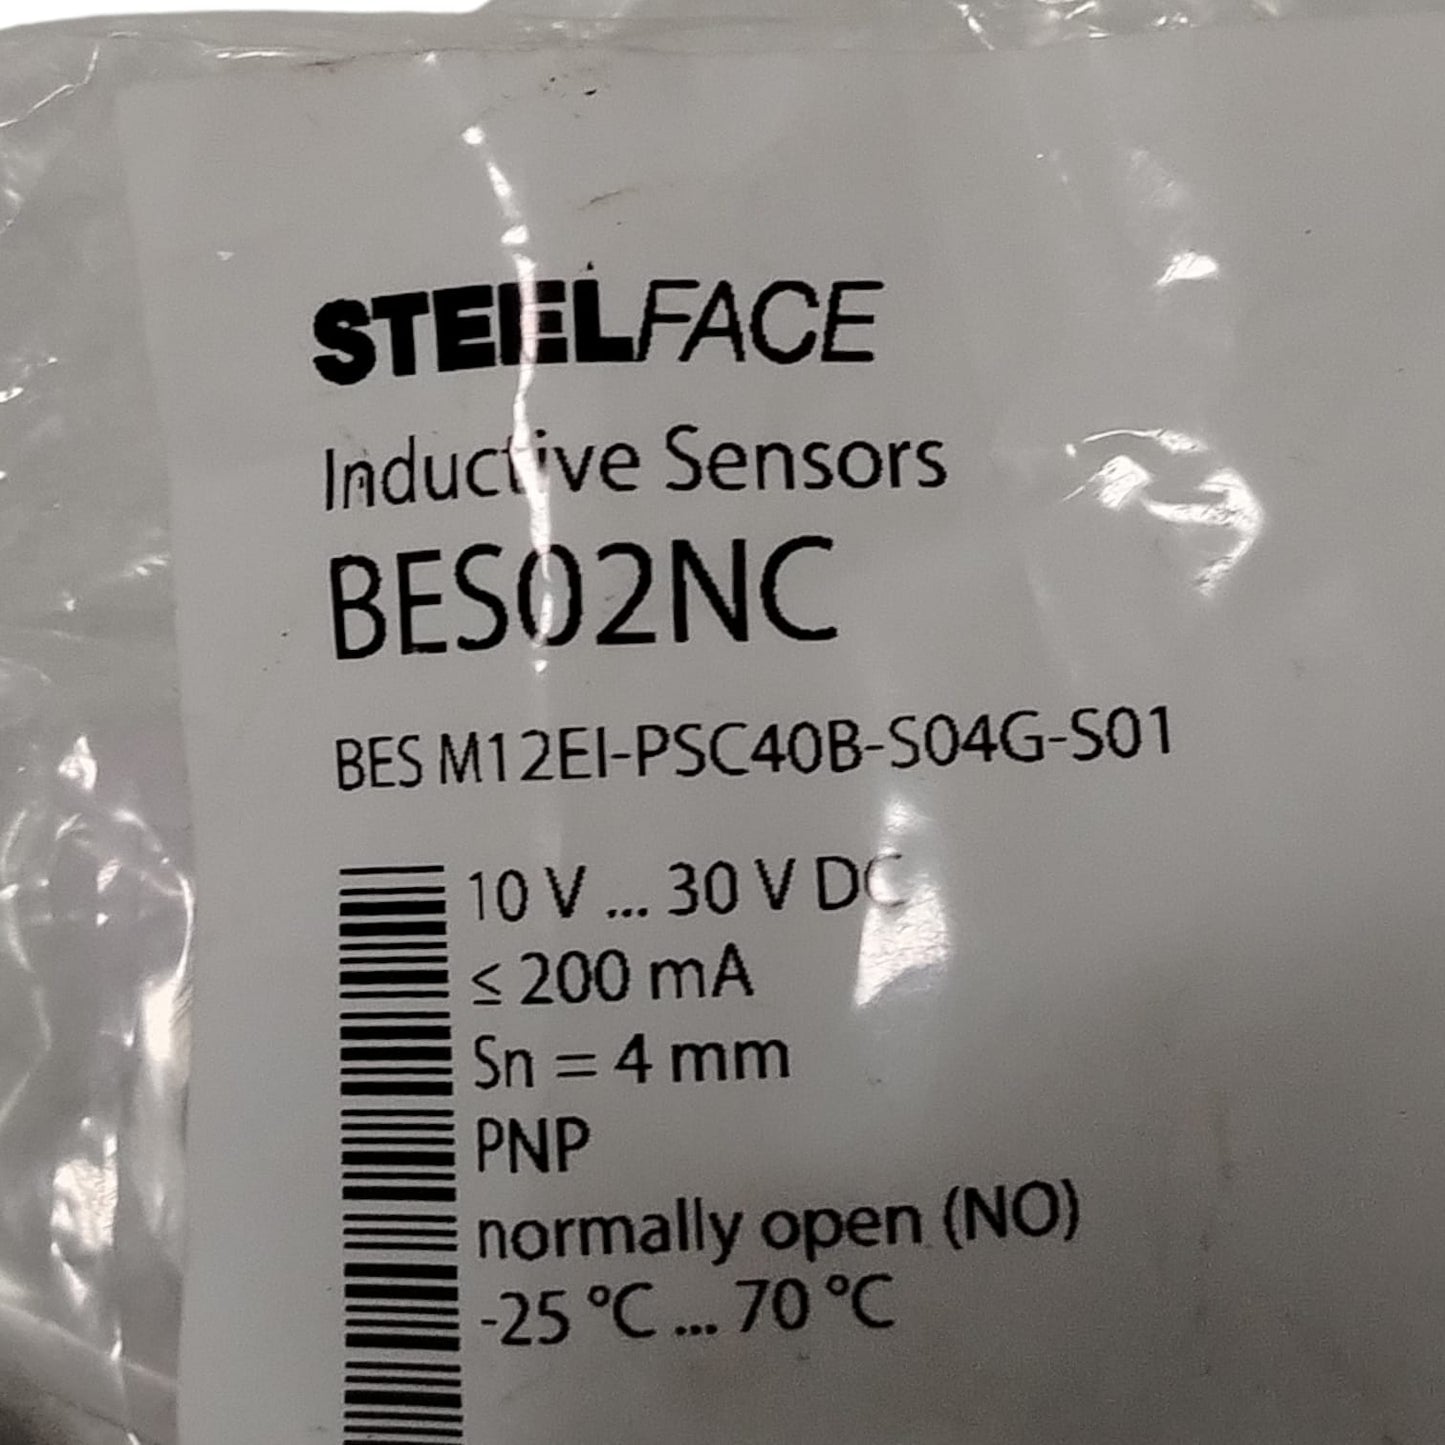 STEELFACE
Inductive Sensors
BES02NC
BES M12EI-PSC40B-S04G-S01
10 V ... 30 V DC
≤ 200 mA
Sn = 4 mm
PNP
normally open (NO)
-25 °C ... 70 °C